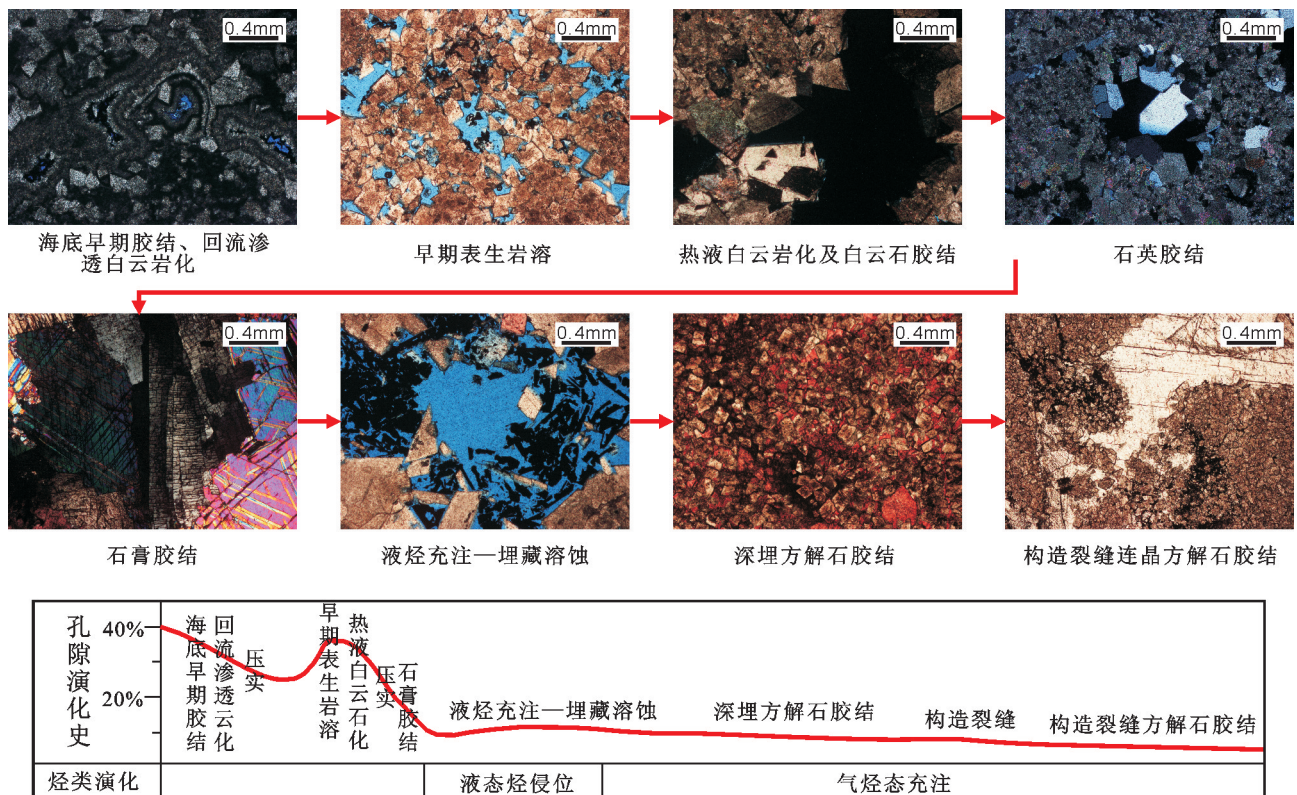 0.4mm
0.4mm
0.4mm
0.4mm
海底早期胶结、回流渗
透白云岩化
早期表生岩溶
热液白云岩化及白云石胶结
石英胶结
0.4mm
0.4mm
0.4mm
0.4mm
石膏胶结
液烃充注—埋藏溶蚀
深埋方解石胶结
构造裂缝连晶方解石胶结
孔隙演化史
40%
20%
海底早期胶结
回流渗透云化
压实
早期表生岩溶
热液白云石化
压实
石膏胶结
液烃充注—埋藏溶蚀
深埋方解石胶结
构造裂缝
构造裂缝方解石胶结
烃类演化
液态烃侵位
气烃态充注